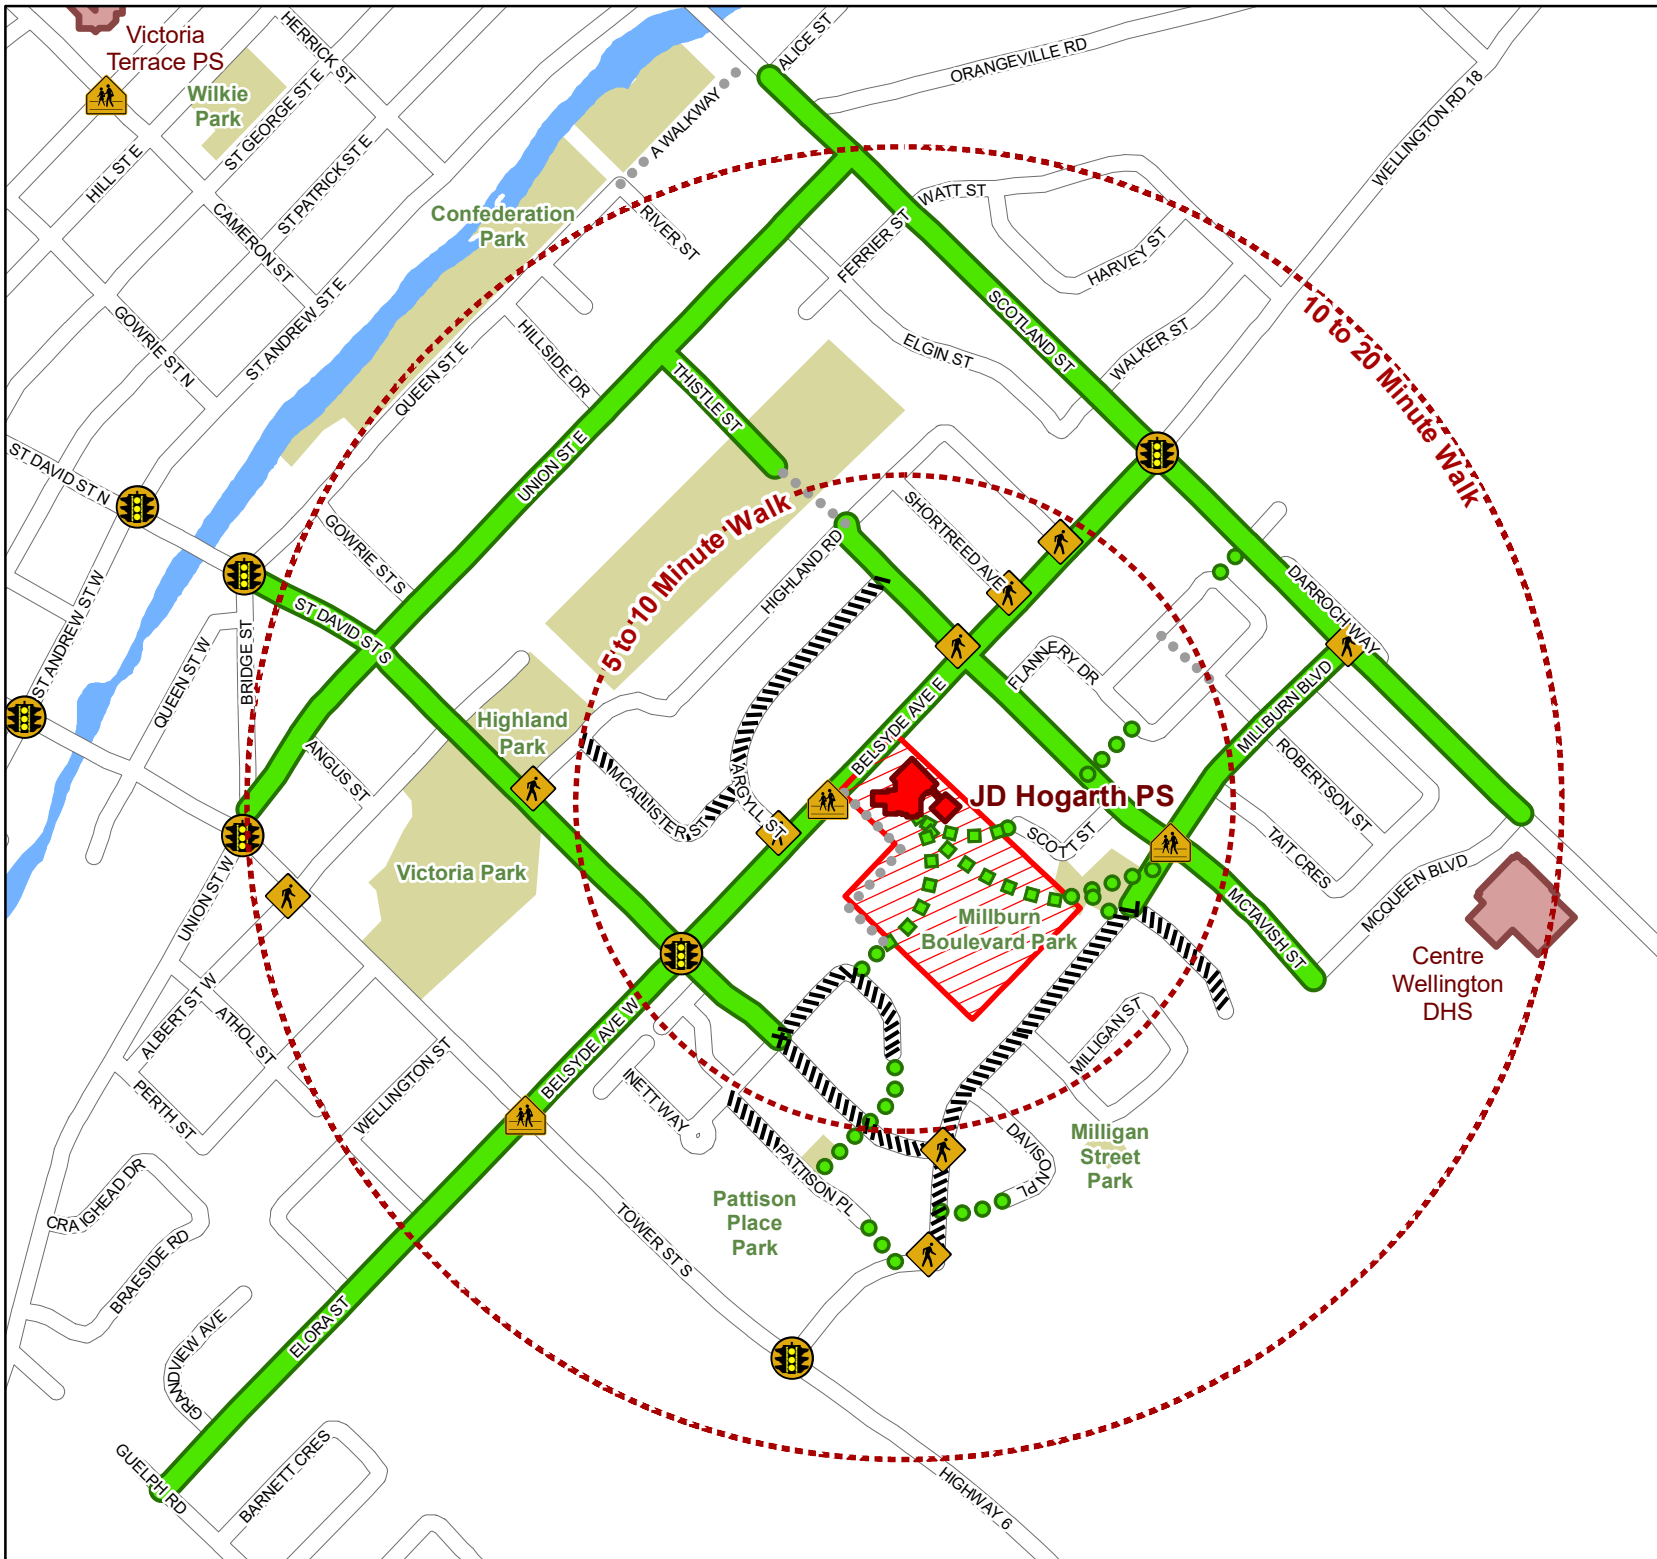 Victoria
Terrace PS
HERRICK ST
ALICE ST
ORANGEVILLE RD
Wilkie
Park
ST GEORGE ST E
A WALKWAY
WELLINGTON RD 18
HILL ST E
ST PATRICK ST E
CAMERON ST
Confederation
Park
RIVER ST
WATT ST
FERRIER ST
HARVEY ST
GOWRIE ST N
ST ANDREW ST E
QUEEN ST E
HILLSIDE DR
ELGIN ST
SCOTLAND ST
WALKER ST
10 to 20 Minute Walk
THISTLE ST
UNION ST E
ST DAVID ST N
GOWRIE ST S
5 to 10 Minute Walk
SHORTREED AVE
HIGHLAND RD
ST DAVID ST S
DARROCH WAY
ST ANDREW ST W
QUEEN ST W
BRIDGE ST
FLANNERY DR
MILLBURN BLVD
Highland
Park
BELSYDE AVE E
ANGUS ST
MCALLISTER ST
ARGYLL ST
JD Hogarth PS
ROBERTSON ST
SCOTT ST
TAIT CRES
Victoria Park
UNION ST W
Millburn
Boulevard Park
MCTAVISH ST
MCQUEEN BLVD
Centre
Wellington
DHS
ALBERT ST W
ATHOL ST
BELSYDE AVE W
MILLIGAN ST
PERTH ST
WELLINGTON ST
INETT WAY
DAVISON PL
Milligan
Street
Park
PATTISON PL
Pattison
Place
Park
CRAIGHEAD DR
BRAESIDE RD
TOWER ST S
ELORA ST
GRANDVIEW AVE
GUELPH RD
BARNETT CRES
HIGHWAY 6